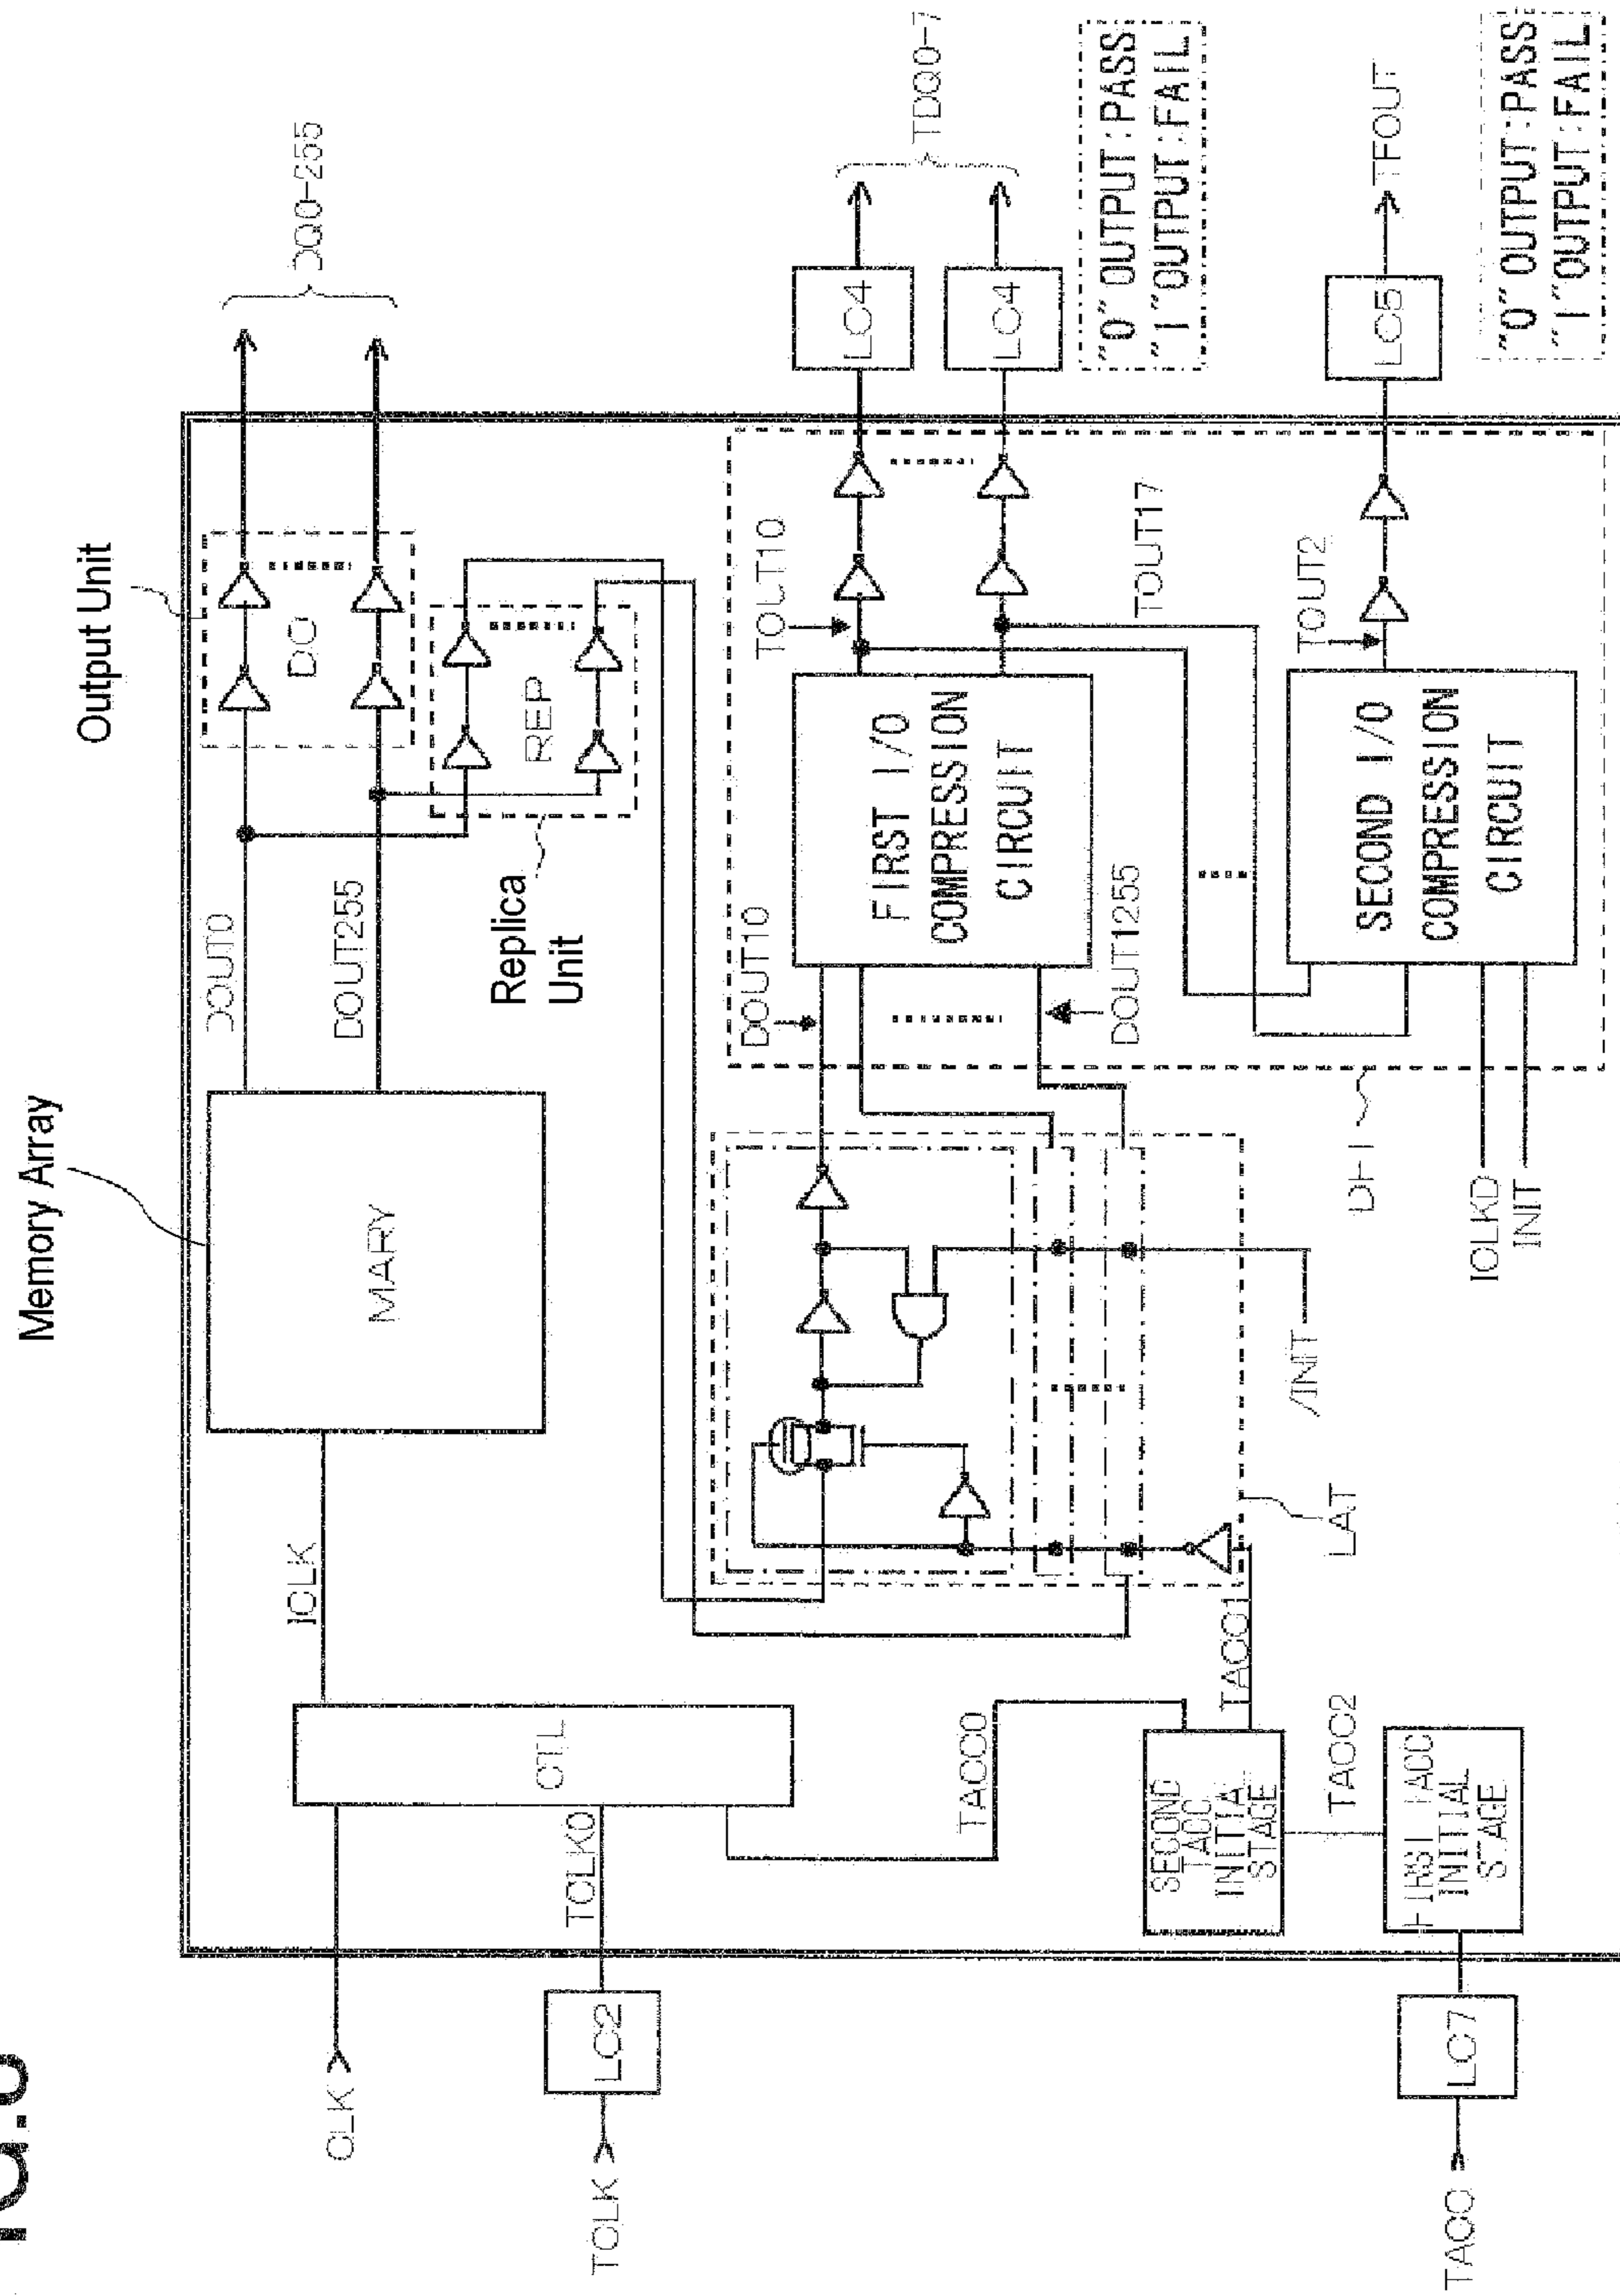 Memory Array
Output Unit
DQ0-255
DOUT0
DO
MARY
ICLK
CLK
DOUT255
REP
Replica
Unit
CTL
TCLK0
LC2
TCLK
TACC0
LAT
/INIT
DOUT10
DOUT1255
FIRST I/O
COMPRESSION
CIRCUIT
TOUT10
TOUT17
LC4
LC4
TDQ0-7
"0" OUTPUT:PASS
"1" OUTPUT:FAIL
SECOND
TACC
INITIAL
STAGE
TACC1
TACC2
FIRST TACC
INITIAL
STAGE
LC7
TACC
ICLKD
INIT
SECOND I/O
COMPRESSION
CIRCUIT
TOUT2
LC5
TFOUT
"0" OUTPUT:PASS
"1" OUTPUT:FAIL